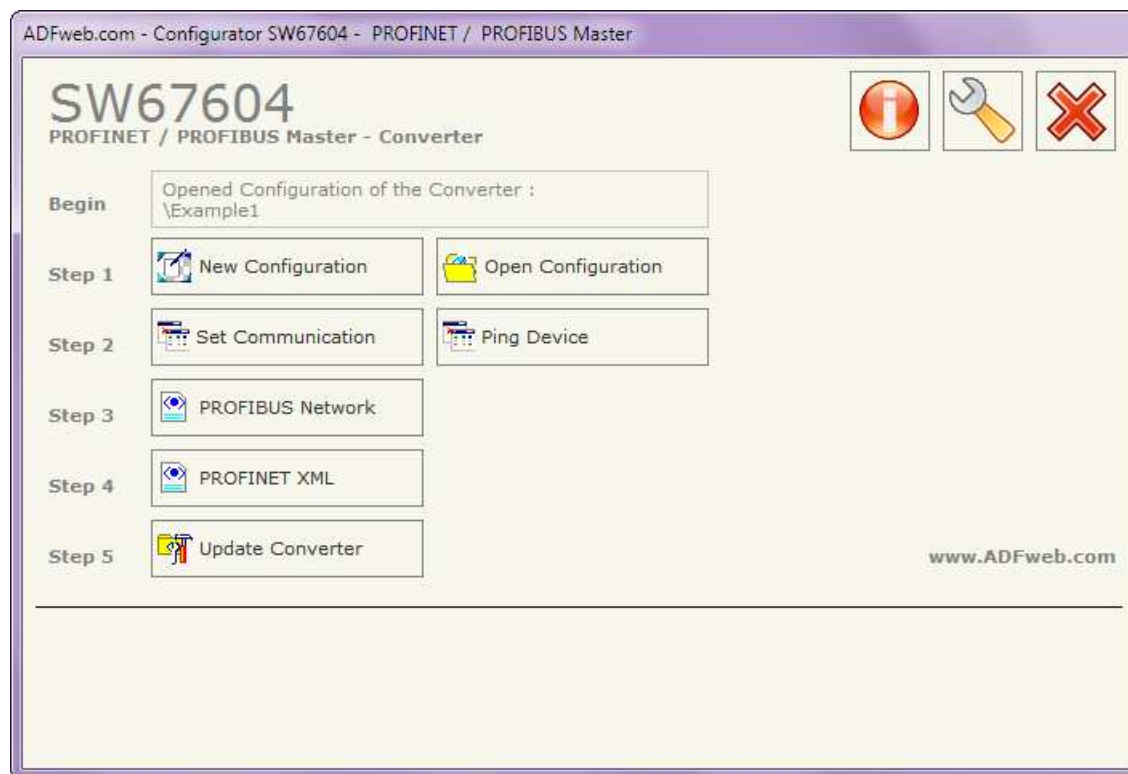 ADFweb.com - Configurator SW67604 - PROFINET / PROFIBUS Master
SW67604
PROFINET / PROFIBUS Master - Converter
Begin
Opened Configuration of the Converter :
\Example1
Step 1
New Configuration
Open Configuration
Step 2
Set Communication
Ping Device
Step 3
PROFIBUS Network
Step 4
PROFINET XML
Step 5
Update Converter
www.ADFweb.com